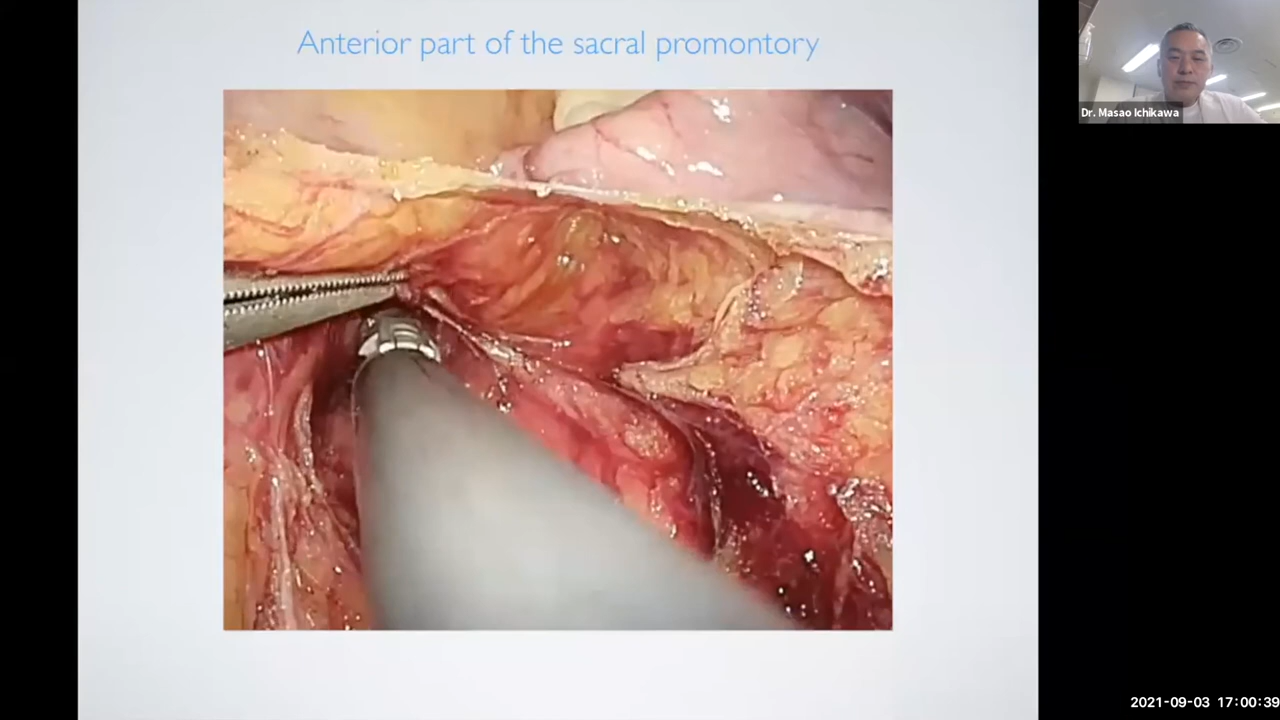 Anterior part of the sacral promontory
Dr. Masao Ichikawa
2021-09-03 17:00:39